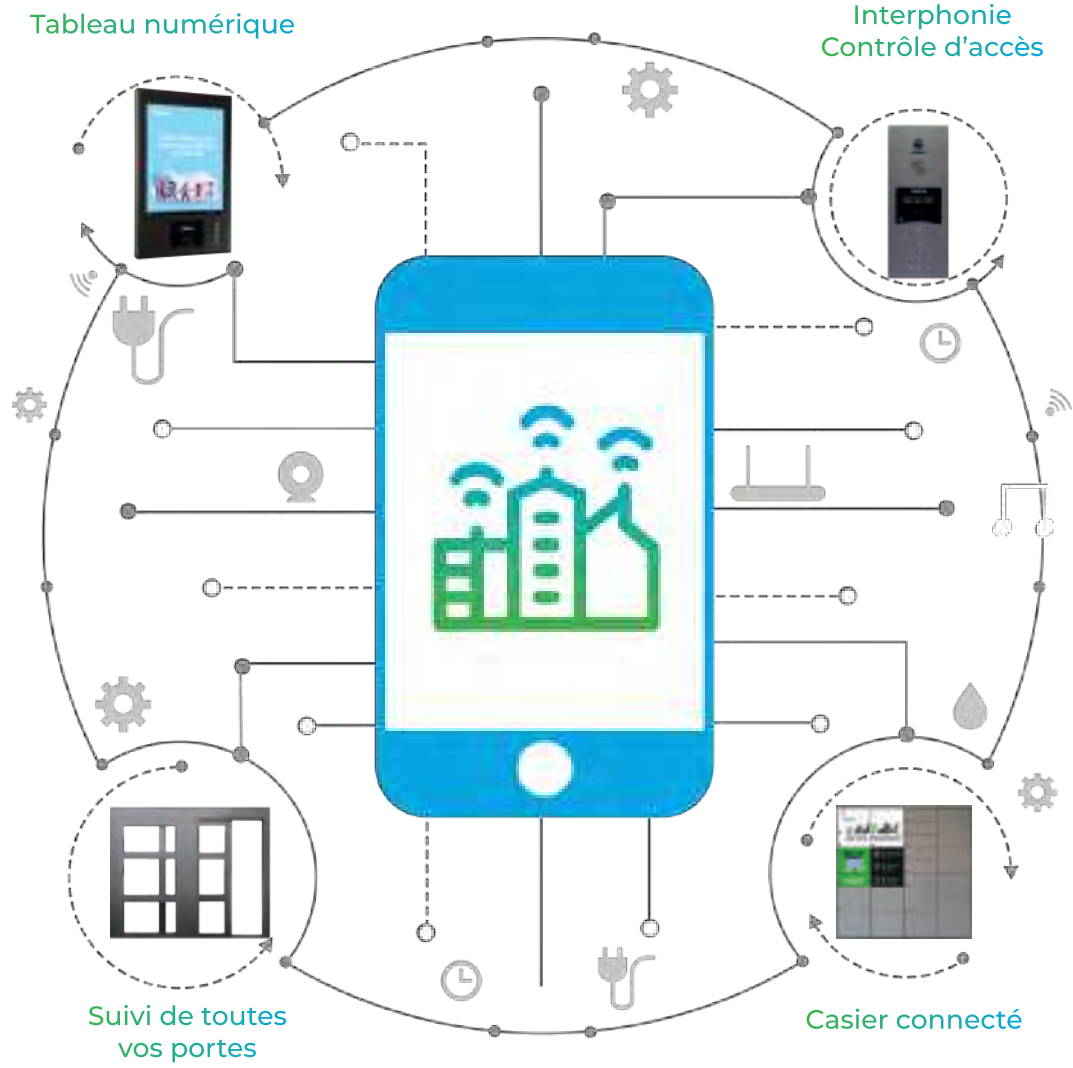 Tableau numérique
Interphonie
Contrôle d'accès
Suivi de toutes
vos portes
Casier connecté